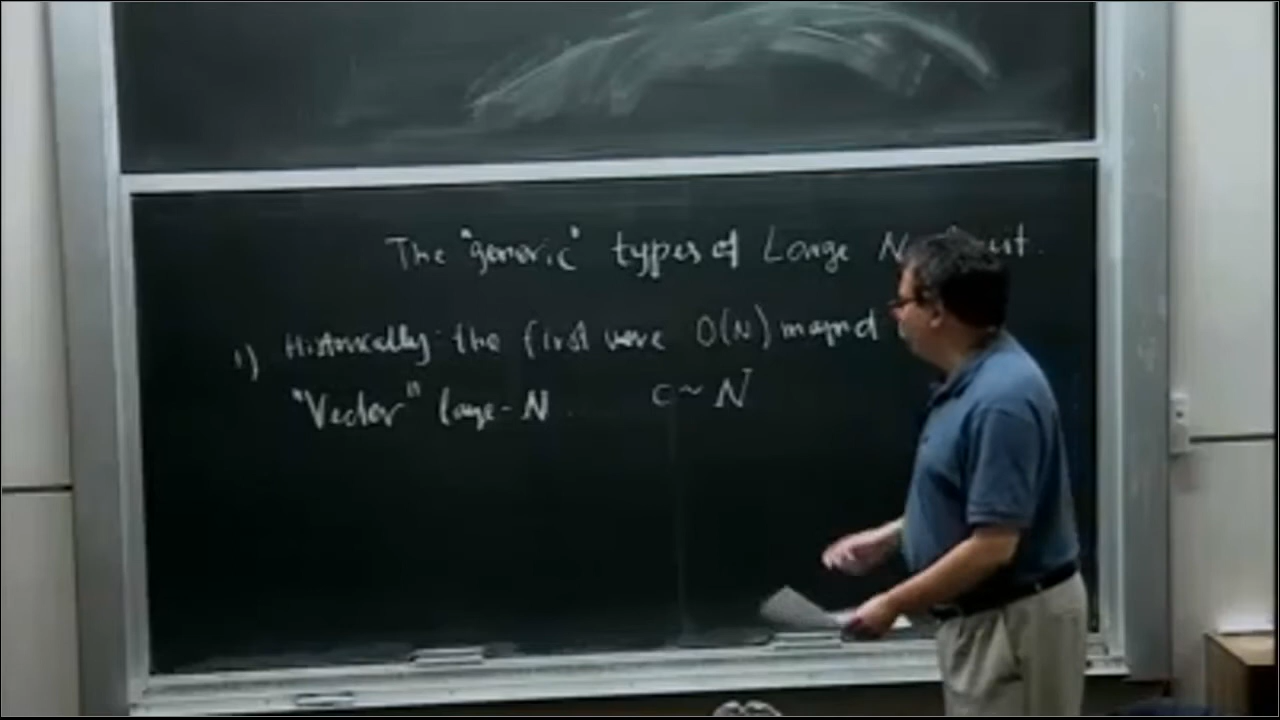 The "generic" types of Large N
1) Historically the first were O(N) magnet
"Vector" large-N c ~ N